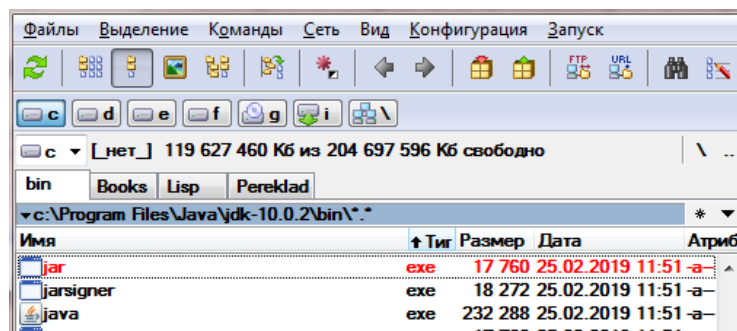 Файлы Выделение Команды Сеть Вид Конфигурация Запуск
FTP URL
c d e f g i \
c [_нет_] 119 627 460 Кб из 204 697 596 Кб свободно \ ..
bin Books Lisp Pereklad
c:\Program Files\Java\jdk-10.0.2\bin\*.* *
Имя Тип Размер Дата Атриб
jar exe 17 760 25.02.2019 11:51 -a--
jarsigner exe 18 272 25.02.2019 11:51 -a--
java exe 232 288 25.02.2019 11:51 -a--